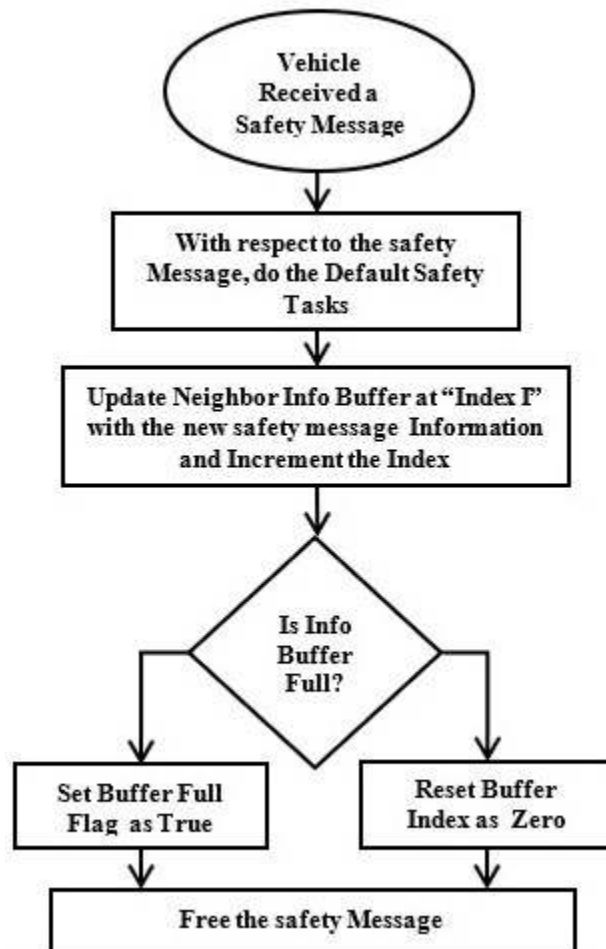 Vehicle
Received a
Safety Message
With respect to the safety
Message, do the Default Safety
Tasks
Update Neighbor Info Buffer at “Index I”
with the new safety message Information
and Increment the Index
Is Info
Buffer
Full?
Set Buffer Full
Flag as True
Reset Buffer
Index as Zero
Free the safety Message